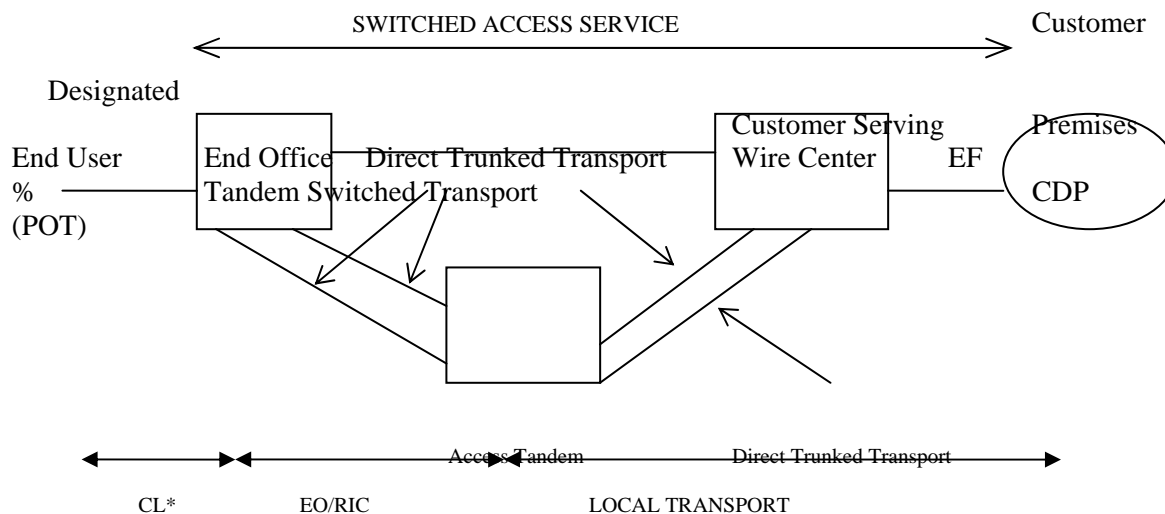 SWITCHED ACCESS SERVICE Customer
Designated
Customer Serving Premises
End User End Office Direct Trunked Transport Wire Center EF
% Tandem Switched Transport CDP
(POT)
Access Tandem Direct Trunked Transport
CL* EO/RIC LOCAL TRANSPORT